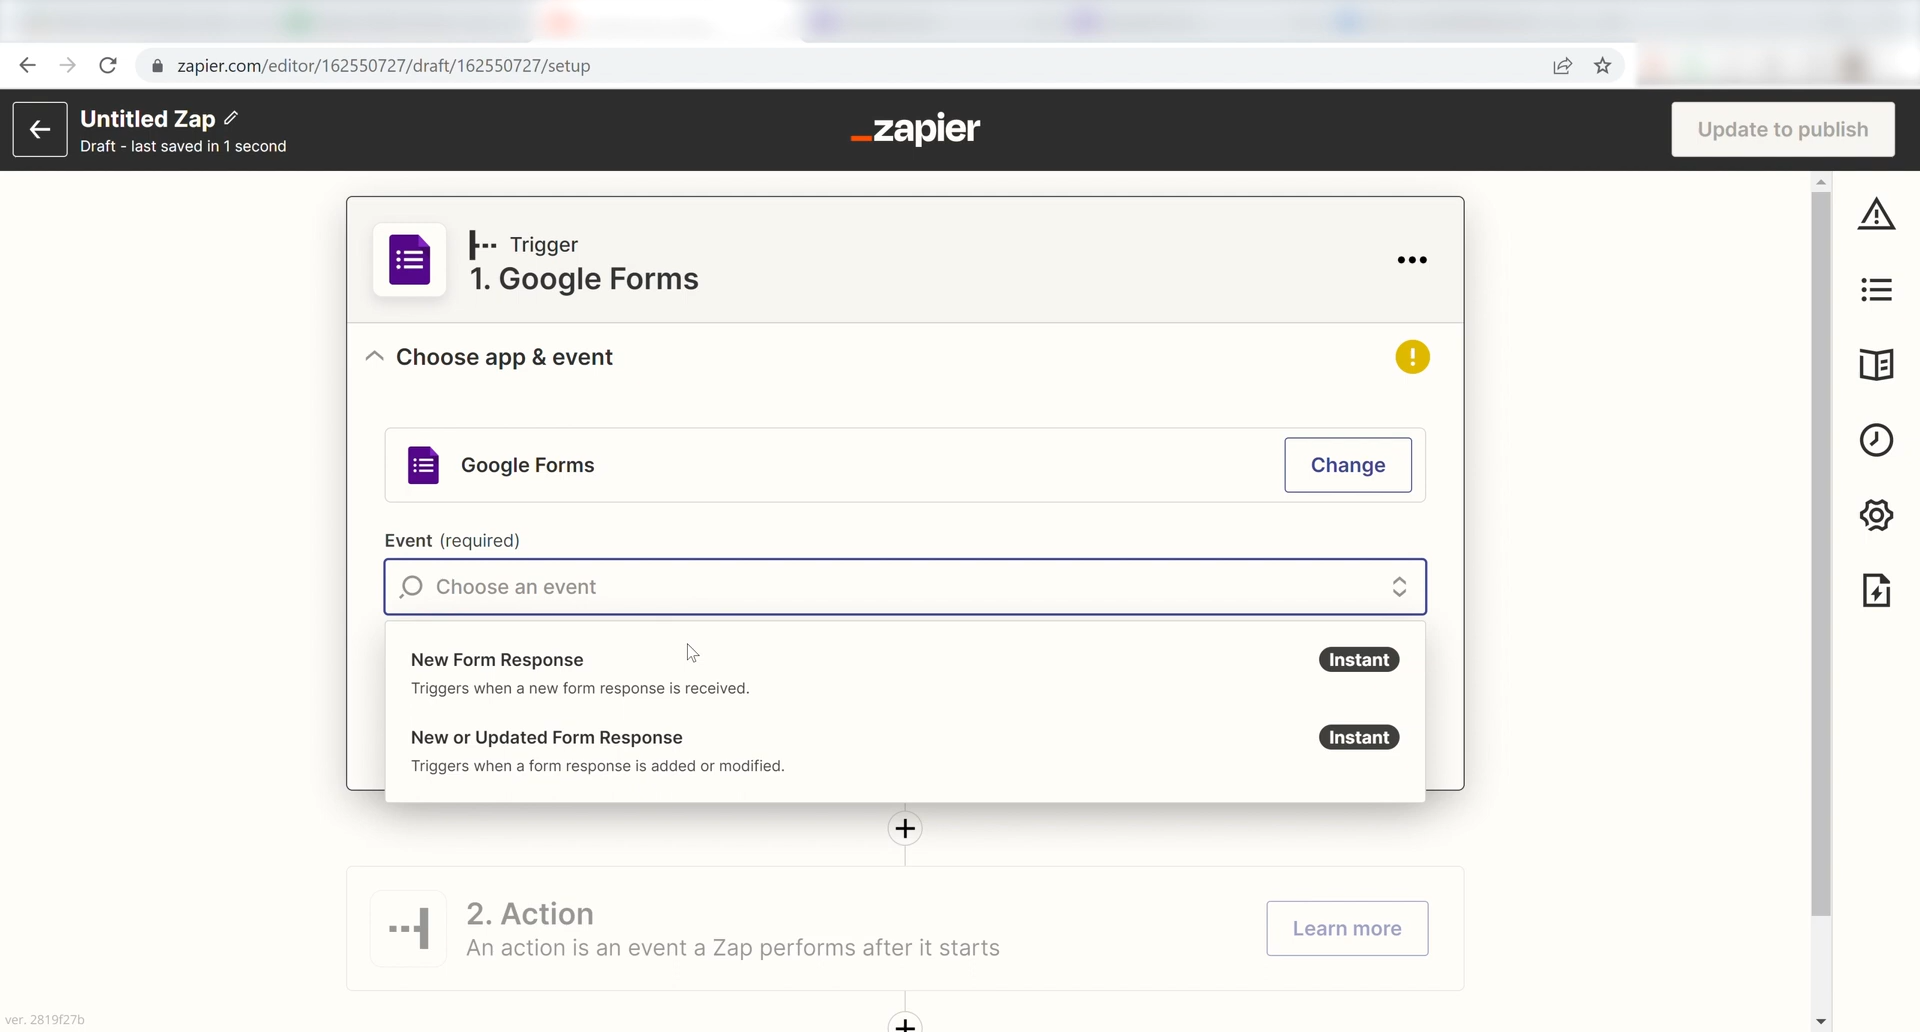 zapier.com/editor/162550727/draft/162550727/setup
Untitled Zap
Draft - last saved in 1 second
_zapier
Update to publish
Trigger
1. Google Forms
Choose app & event
Google Forms
Change
Event (required)
Choose an event
New Form Response
Instant
Triggers when a new form response is received.
New or Updated Form Response
Instant
Triggers when a form response is added or modified.
2. Action
An action is an event a Zap performs after it starts
Learn more
ver. 2819f27b